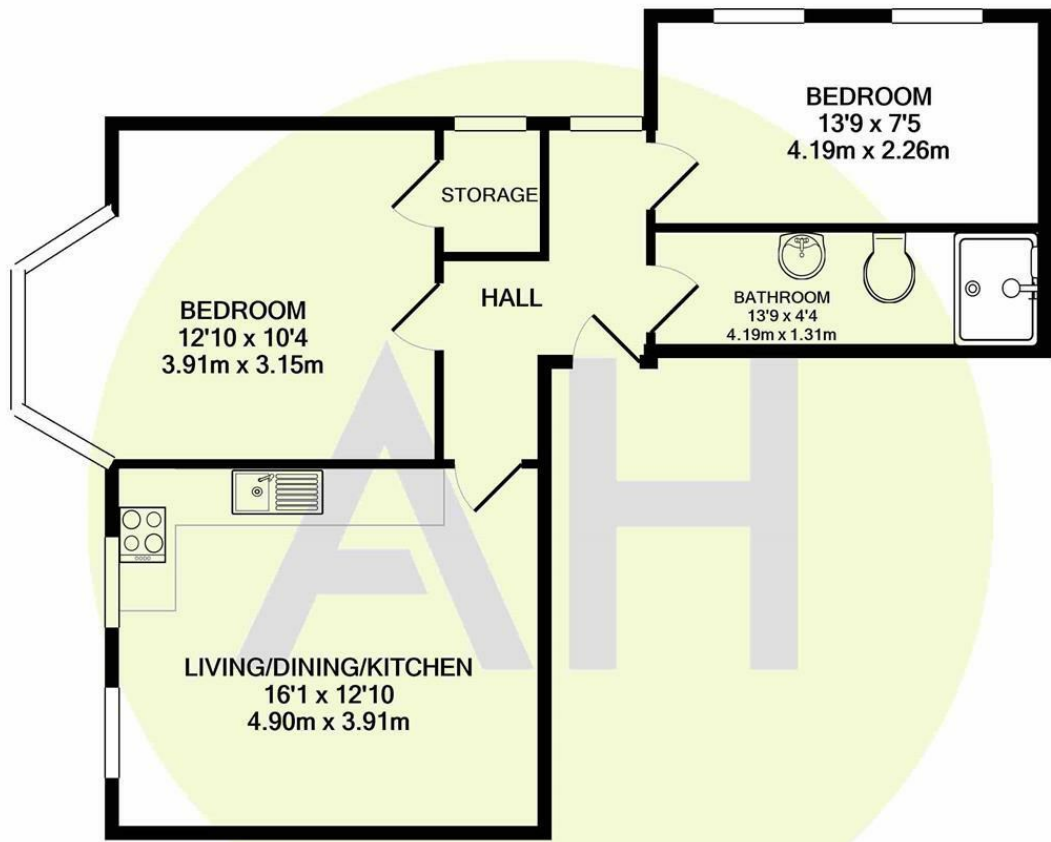 BEDROOM
13'9 x 7'5
4.19m x 2.26m
STORAGE
HALL
BEDROOM
12'10 x 10'4
3.91m x 3.15m
BATHROOM
13'9 x 4'4
4.19m x 1.31m
AH
LIVING/DINING/KITCHEN
16'1 x 12'10
4.90m x 3.91m